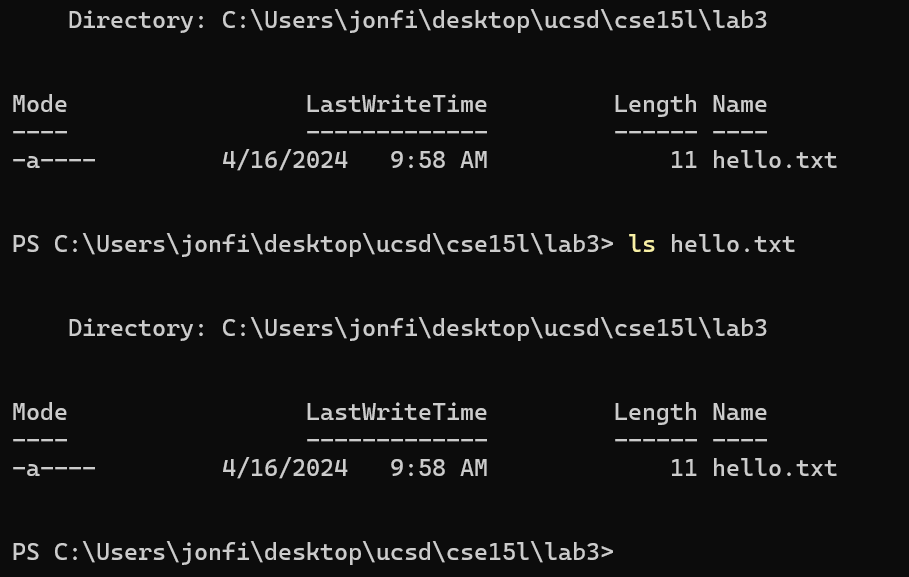 Directory: C:\Users\jonfi\desktop\ucsd\cse15l\lab3
Mode                 LastWriteTime         Length Name
----                 -------------         ------ ----
-a----         4/16/2024   9:58 AM             11 hello.txt
PS C:\Users\jonfi\desktop\ucsd\cse15l\lab3> ls hello.txt
    Directory: C:\Users\jonfi\desktop\ucsd\cse15l\lab3
Mode                 LastWriteTime         Length Name
----                 -------------         ------ ----
-a----         4/16/2024   9:58 AM             11 hello.txt
PS C:\Users\jonfi\desktop\ucsd\cse15l\lab3>